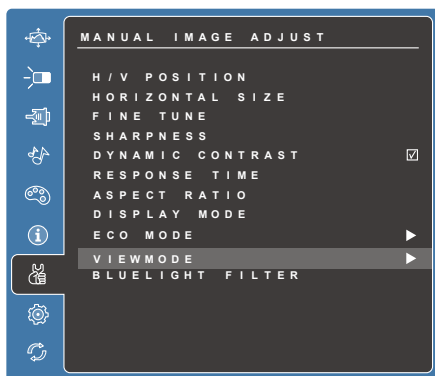 MANUAL IMAGE ADJUST
H/V POSITION
HORIZONTAL SIZE
FINE TUNE
SHARPNESS
DYNAMIC CONTRAST
RESPONSE TIME
ASPECT RATIO
DISPLAY MODE
ECO MODE
VIEWMODE
BLUELIGHT FILTER